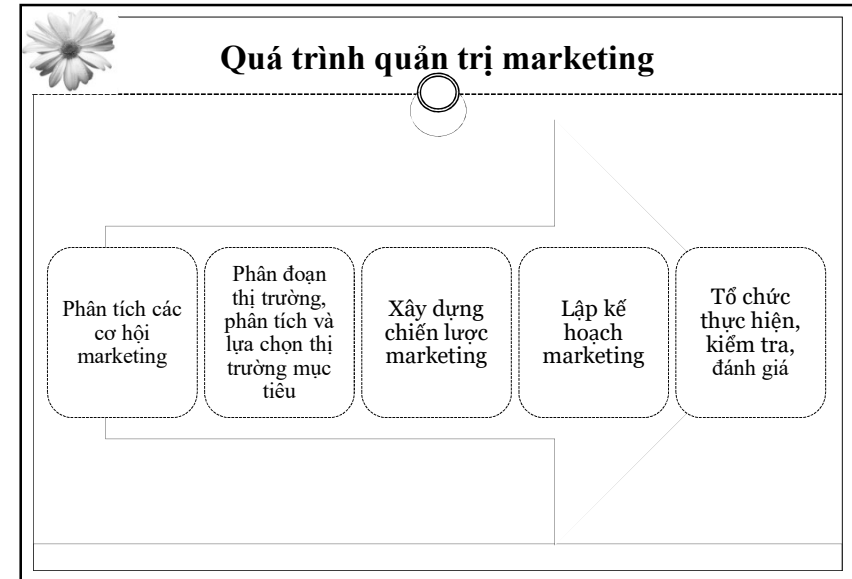 Quá trình quản trị marketing
Phân tích các
cơ hội
marketing
Phân đoạn
thị trường,
phân tích và
lựa chọn thị
trường mục
tiêu
Xây dựng
chiến lược
marketing
Lập kế
hoạch
marketing
Tổ chức
thực hiện,
kiểm tra,
đánh giá